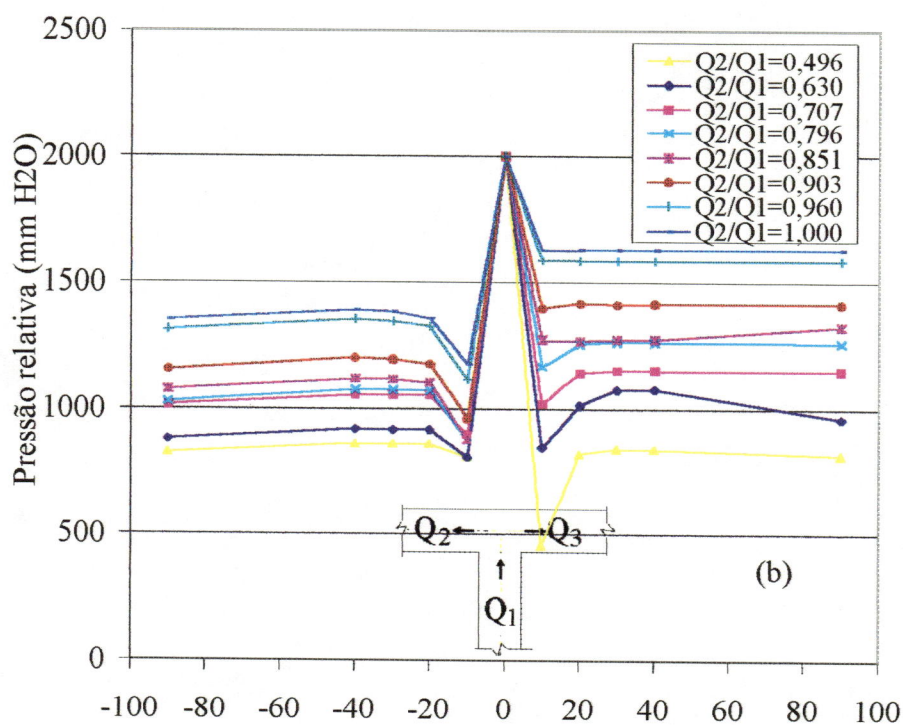 2500
2000
1500
1000
500
0
Pressão relativa (mm H2O)
Q2/Q1=0,496
Q2/Q1=0,630
Q2/Q1=0,707
Q2/Q1=0,796
Q2/Q1=0,851
Q2/Q1=0,903
Q2/Q1=0,960
Q2/Q1=1,000
Q2 Q3
(b)
Q1
-100 -80 -60 -40 -20 0 20 40 60 80 100